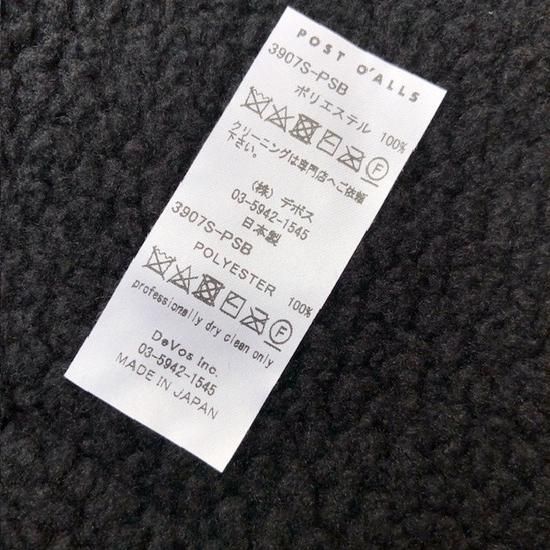 POST O'ALLS
3907S-PSB
ポリエステル 100%
F
クリーニングは専門店へご依頼
下さい。
(株) デボス
03-5942-1545
日本製
3907S-PSB
POLYESTER 100%
F
professionally dry clean only
DeVos Inc.
03-5942-1545
MADE IN JAPAN